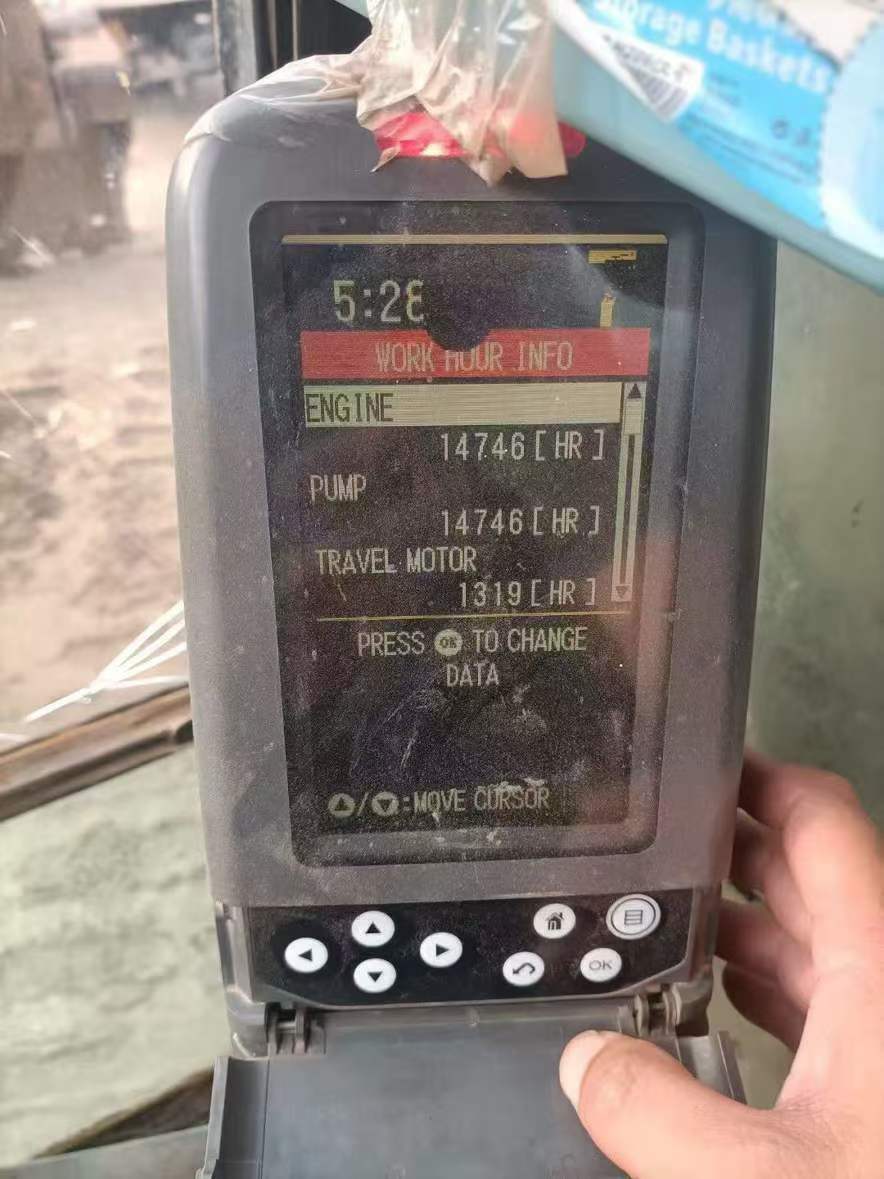 Storage Baskets
5:28
WORK HOUR INFO
ENGINE
14746[HR]
PUMP
14746[HR]
TRAVEL MOTOR
1319[HR]
PRESS OK TO CHANGE
DATA
▲/▼:MOVE CURSOR
OK